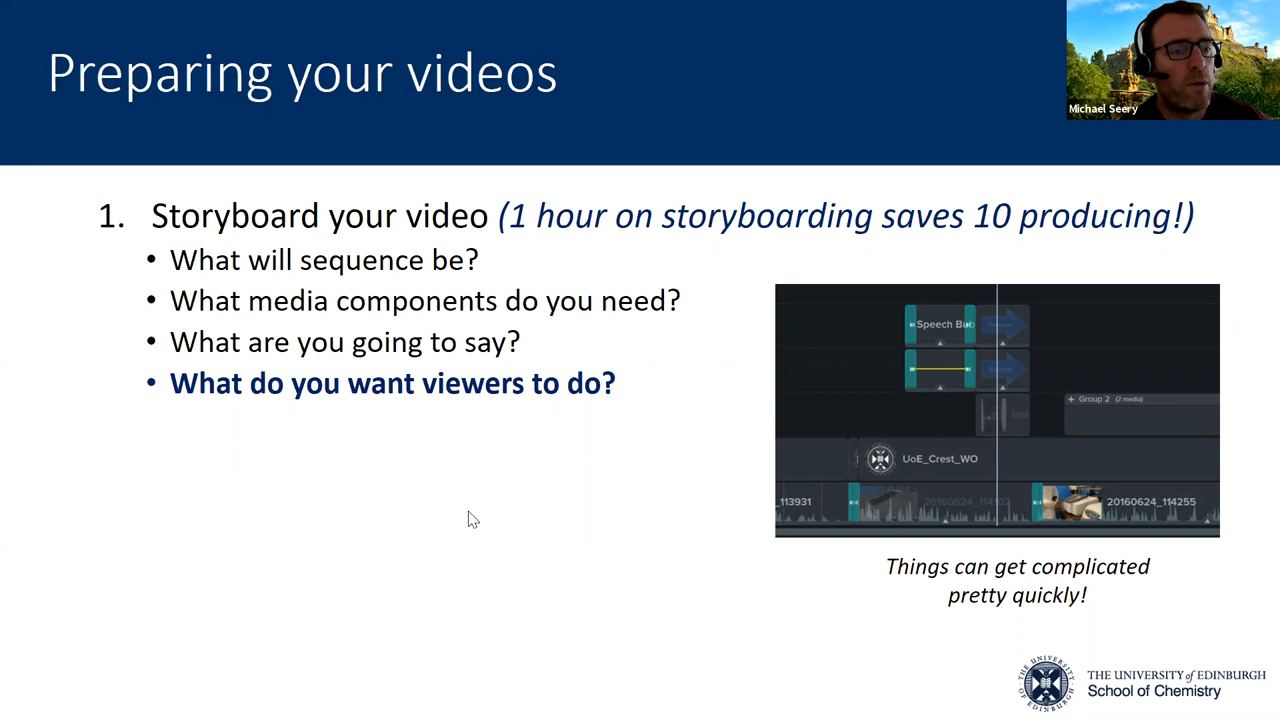 Preparing your videos
Michael Seery
1. Storyboard your video (1 hour on storyboarding saves 10 producing!)
• What will sequence be?
• What media components do you need?
• What are you going to say?
• What do you want viewers to do?
Speech Bub
+ Group 2 (2 media)
UoE_Crest_WO
_113931
20160624_114102
20160624_114255
Things can get complicated
pretty quickly!
THE UNIVERSITY of EDINBURGH
School of Chemistry